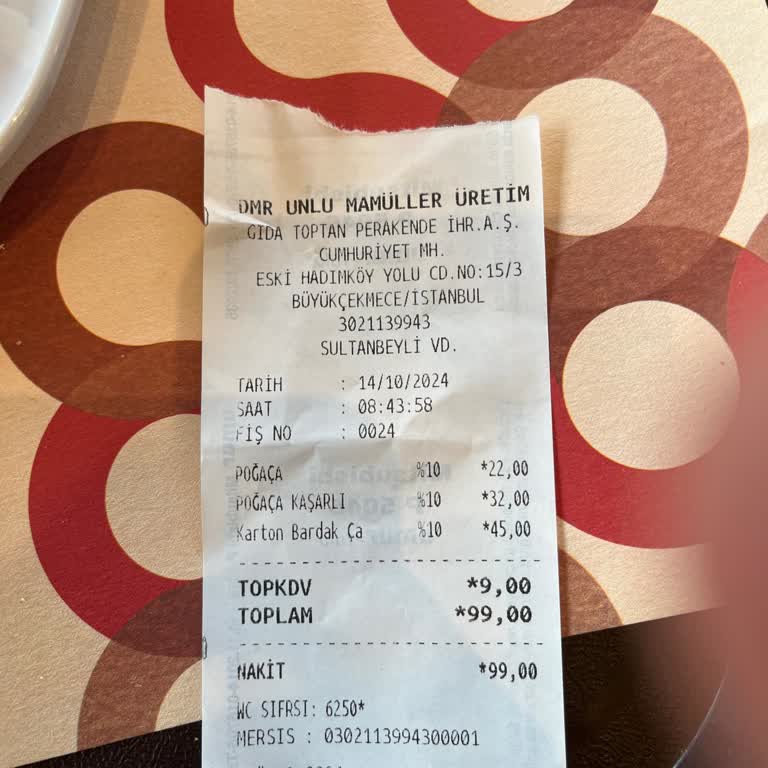 DMR UNLU MAMÜLLER ÜRETİM
GIDA TOPTAN PERAKENDE İHR.A.Ş.
CUMHURİYET MH.
ESKİ HADIMKÖY YOLU CD.NO:15/3
BÜYÜKÇEKMECE/İSTANBUL
3021139943
SULTANBEYLİ VD.
TARİH : 14/10/2024
SAAT : 08:43:58
FİŞ NO : 0024
POĞAÇA %10 *22,00
POĞAÇA KAŞARLI %10 *32,00
Karton Bardak Ça %10 *45,00
TOPKDV *9,00
TOPLAM *99,00
NAKİT *99,00
WC SIFRSI: 6250*
MERSIS : 0302113994300001